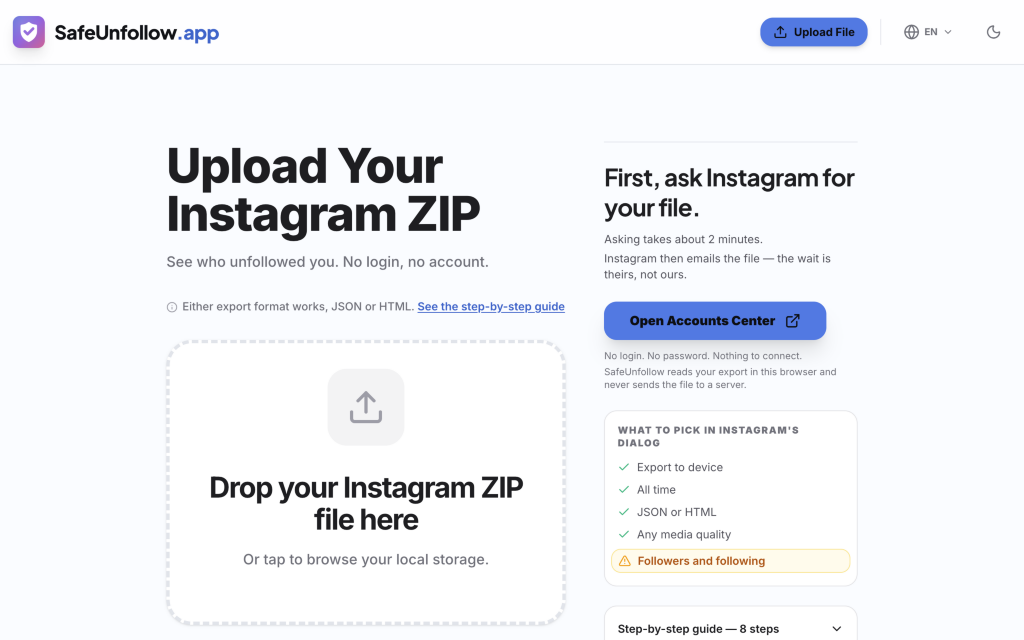 SafeUnfollow.app
Upload File
EN
Upload Your
Instagram ZIP
See who unfollowed you. No login, no account.
Either export format works, JSON or HTML. See the step-by-step guide
Drop your Instagram ZIP
file here
Or tap to browse your local storage.
First, ask Instagram for
your file.
Asking takes about 2 minutes.
Instagram then emails the file — the wait is
theirs, not ours.
Open Accounts Center
No login. No password. Nothing to connect.
SafeUnfollow reads your export in this browser and
never sends the file to a server.
WHAT TO PICK IN INSTAGRAM'S
DIALOG
Export to device
All time
JSON or HTML
Any media quality
Followers and following
Step-by-step guide — 8 steps